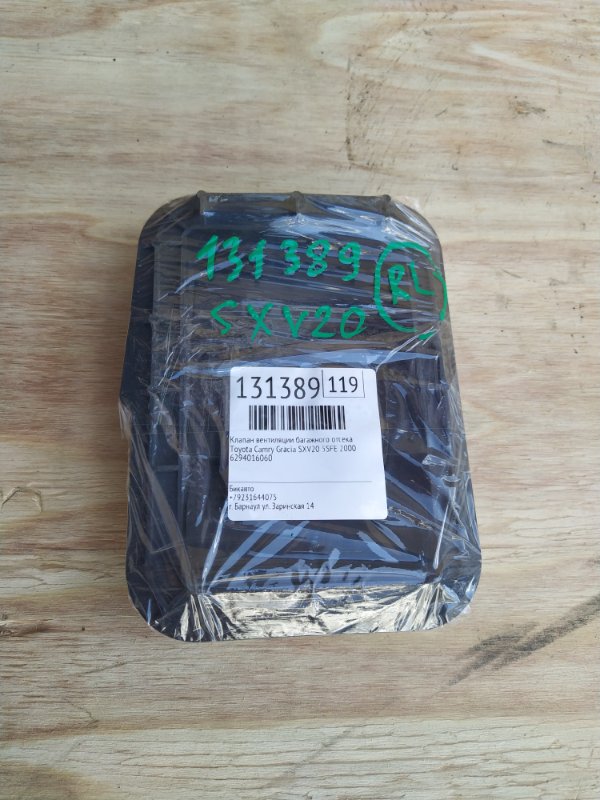 131389
RL
SXV20
131389 119
Клапан вентиляции багажного отсека
Toyota Camry Gracia SXV20 5SFE 2000
6294016060
Бикавто
+79231644075
г. Барнаул ул. Заринская 14